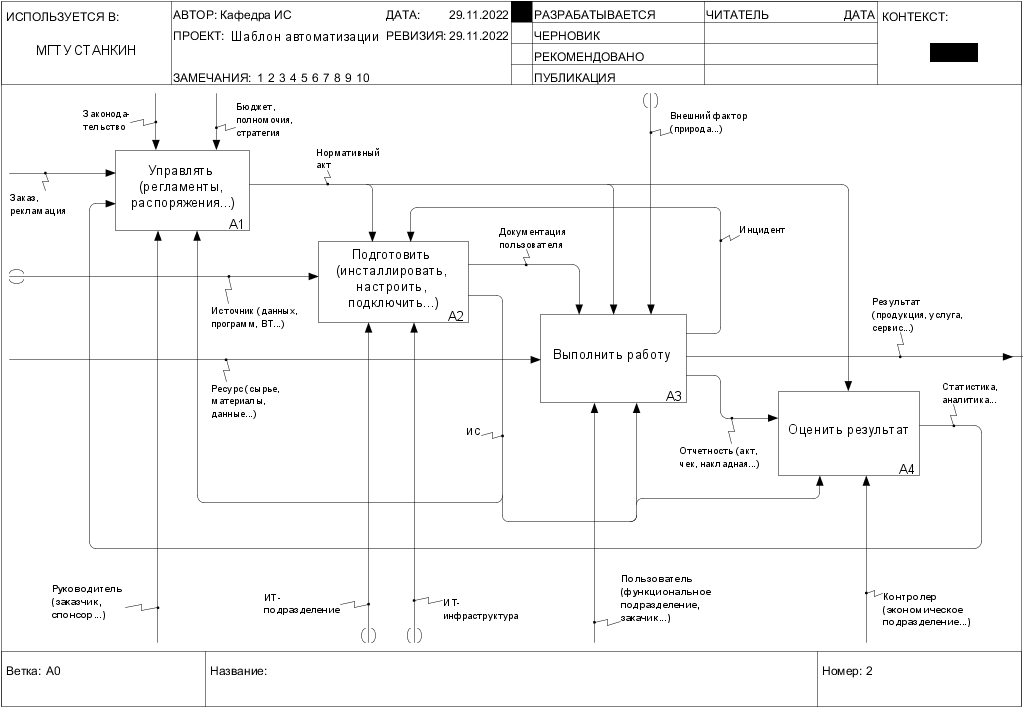 ИСПОЛЬЗУЕТСЯ В:
МГТУ СТАНКИН
АВТОР: Кафедра ИС
ДАТА: 29.11.2022
ПРОЕКТ: Шаблон автоматизации
РЕВИЗИЯ: 29.11.2022
ЗАМЕЧАНИЯ: 1 2 3 4 5 6 7 8 9 10
РАЗРАБАТЫВАЕТСЯ
ЧЕРНОВИК
РЕКОМЕНДОВАНО
ПУБЛИКАЦИЯ
ЧИТАТЕЛЬ
ДАТА
КОНТЕКСТ:
Законода-
тельство
Бюджет,
полномочия,
стратегия
Внешний фактор
(природа...)
Управлять
(регламенты,
распоряжения...)
A1
Нормативный
акт
Заказ,
рекламация
Документация
пользователя
Инцидент
Подготовить
(инсталлировать,
настроить,
подключить...)
A2
Источник (данных,
программ, ВТ...)
Результат
(продукция, услуга,
сервис...)
Выполнить работу
A3
Ресурс (сырье,
материалы,
данные...)
Статистика,
аналитика...
ИС
Оценить результат
A4
Отчетность (акт,
чек, накладная...)
Руководитель
(заказчик,
спонсор...)
ИТ-
подразделение
ИТ-
инфраструктура
Пользователь
(функциональное
подразделение,
закачик...)
Контролер
(экономическое
подразделение...)
Ветка: A0
Название:
Номер: 2